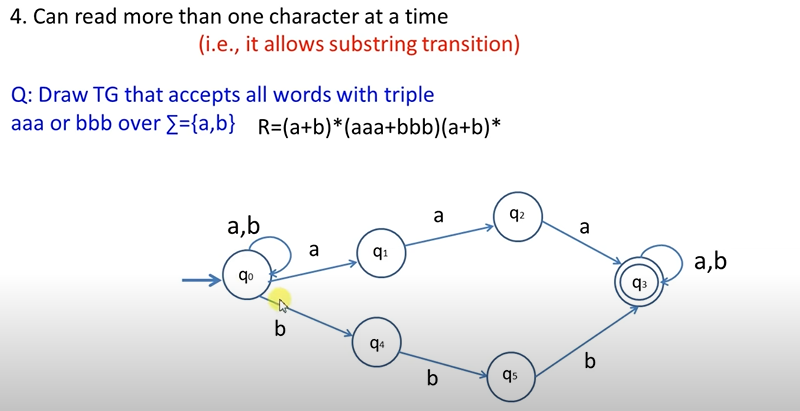 4. Can read more than one character at a time
(i.e., it allows substring transition)
Q: Draw TG that accepts all words with triple
aaa or bbb over ∑={a,b} R=(a+b)*(aaa+bbb)(a+b)*
a,b
a
a
a
a,b
q0
q1
q2
q3
b
q4
b
q5
b